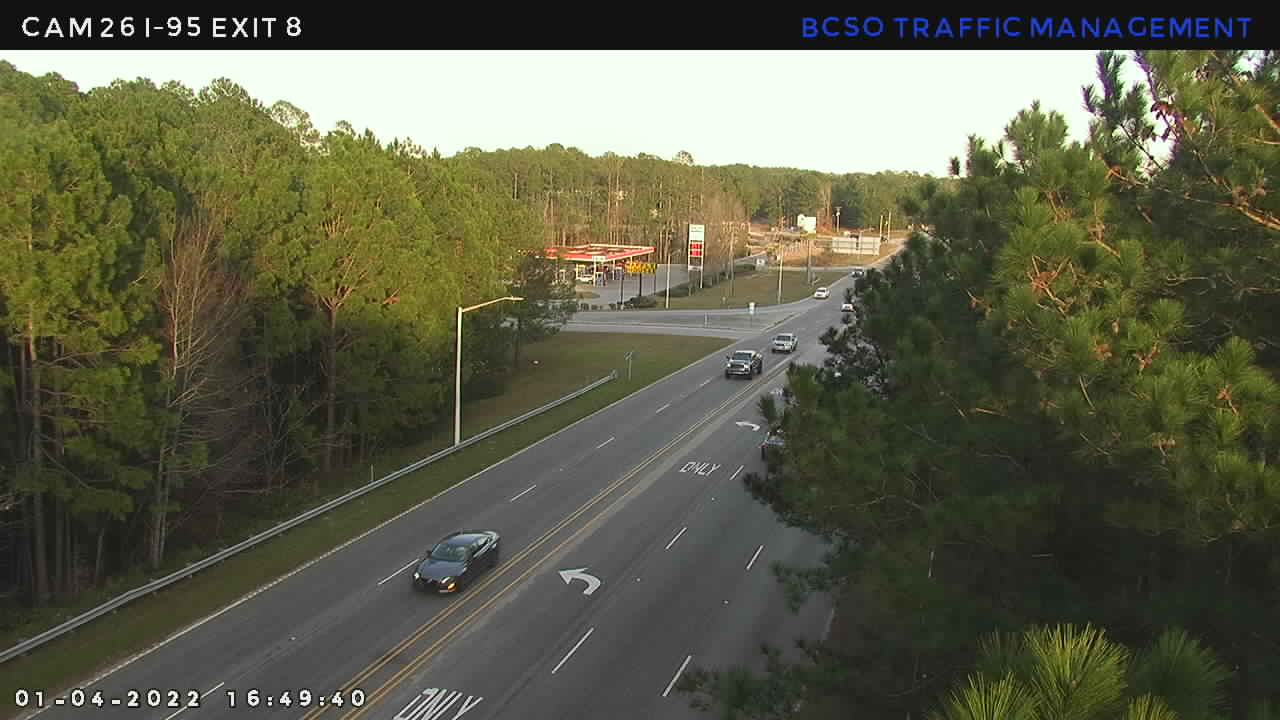 CAM 26 I-95 EXIT 8
BCSO TRAFFIC MANAGEMENT
ONLY
ONLY
01-04-2022 16:49:40